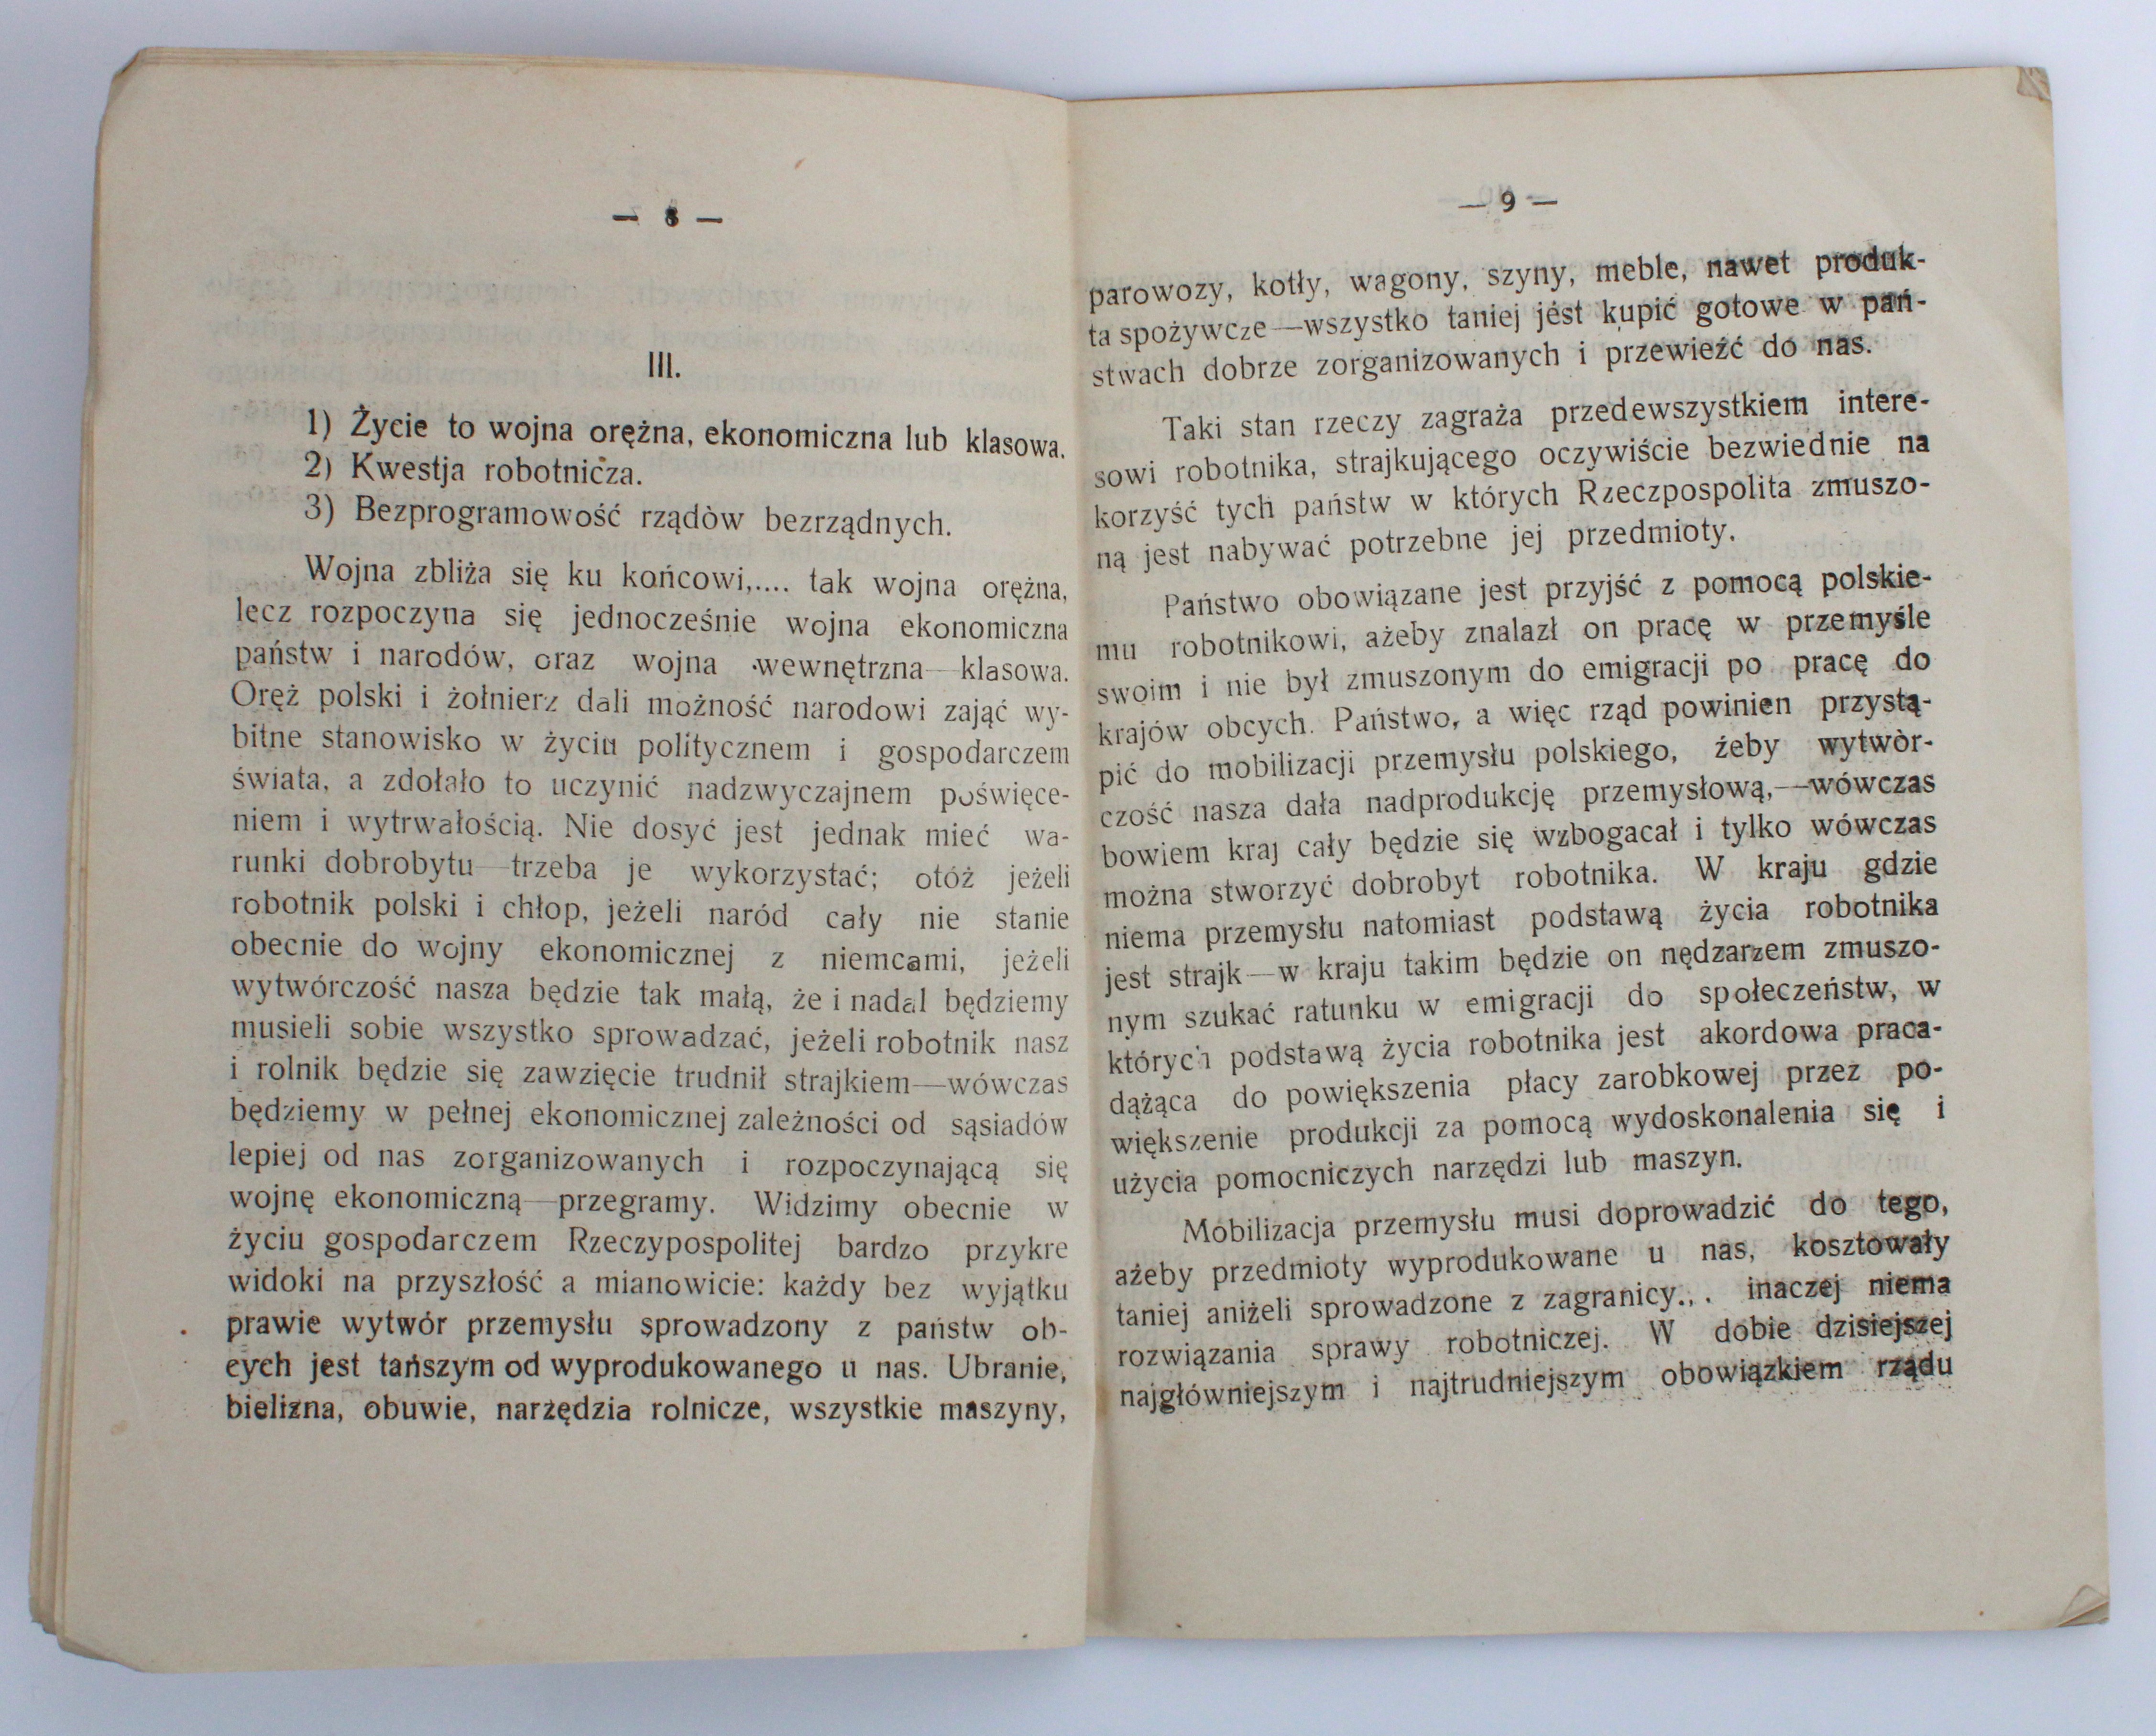 — 8 —
III.
1) Życie to wojna orężna, ekonomiczna lub klasowa.
2) Kwestja robotnicza.
3) Bezprogramowość rządòw bezrządnych.
Wojna zbliża się ku końcowi,.... tak wojna orężna,
lecz rozpoczyna się jednocześnie wojna ekonomiczna
państw i narodów, oraz wojna wewnętrzna—klasowa.
Oręż polski i żołnierz dali możność narodowi zająć wy-
bitne stanowisko w życiu politycznem i gospodarczem
świata, a zdołało to uczynić nadzwyczajnem poświęce-
niem i wytrwałością. Nie dosyć jest jednak mieć wa-
runki dobrobytu—trzeba je wykorzystać; otóż jeżeli
robotnik polski i chłop, jeżeli naród cały nie stanie
obecnie do wojny ekonomicznej z niemcami, jeżeli
wytwórczość nasza będzie tak małą, że i nadal będziemy
musieli sobie wszystko sprowadzać, jeżeli robotnik nasz
i rolnik będzie się zawzięcie trudnił strajkiem—wówczas
będziemy w pełnej ekonomicznej zależności od sąsiadów
lepiej od nas zorganizowanych i rozpoczynającą się
wojnę ekonomiczną—przegramy. Widzimy obecnie w
życiu gospodarczem Rzeczypospolitej bardzo przykre
widoki na przyszłość a mianowicie: każdy bez wyjątku
prawie wytwór przemysłu sprowadzony z państw ob-
cych jest tańszym od wyprodukowanego u nas. Ubranie,
bielizna, obuwie, narzędzia rolnicze, wszystkie maszyny,
— 9 —
parowozy, kotły, wagony, szyny, meble, nawet produk-
ta spożywcze—wszystko taniej jest kupić gotowe w pań-
stwach dobrze zorganizowanych i przewieźć do nas.
Taki stan rzeczy zagraża przedewszystkiem intere-
sowi robotnika, strajkującego oczywiście bezwiednie na
korzyść tych państw w których Rzeczpospolita zmuszo-
ną jest nabywać potrzebne jej przedmioty.
Państwo obowiązane jest przyjść z pomocą polskie-
mu robotnikowi, ażeby znalazł on pracę w przemyśle
swoim i nie był zmuszonym do emigracji po pracę do
krajów obcych. Państwo, a więc rząd powinien przystą-
pić do mobilizacji przemysłu polskiego, źeby wytwòr-
czość nasza dała nadprodukcję przemysłową,—wówczas
bowiem kraj cały będzie się wzbogacał i tylko wówczas
można stworzyć dobrobyt robotnika. W kraju gdzie
niema przemysłu natomiast podstawą życia robotnika
jest strajk—w kraju takim będzie on nędzarzem zmuszo-
nym szukać ratunku w emigracji do społeczeństw, w
których podstawą życia robotnika jest akordowa praca-
dążąca do powiększenia płacy zarobkowej przez po-
większenie produkcji za pomocą wydoskonalenia się i
użycia pomocniczych narzędzi lub maszyn.
Mobilizacja przemysłu musi doprowadzić do tego,
ażeby przedmioty wyprodukowane u nas, kosztowały
taniej aniżeli sprowadzone z zagranicy.,. inaczej niema
rozwiązania sprawy robotniczej. W dobie dzisiejszej
najgłówniejszym i najtrudniejszym obowiązkiem rządu